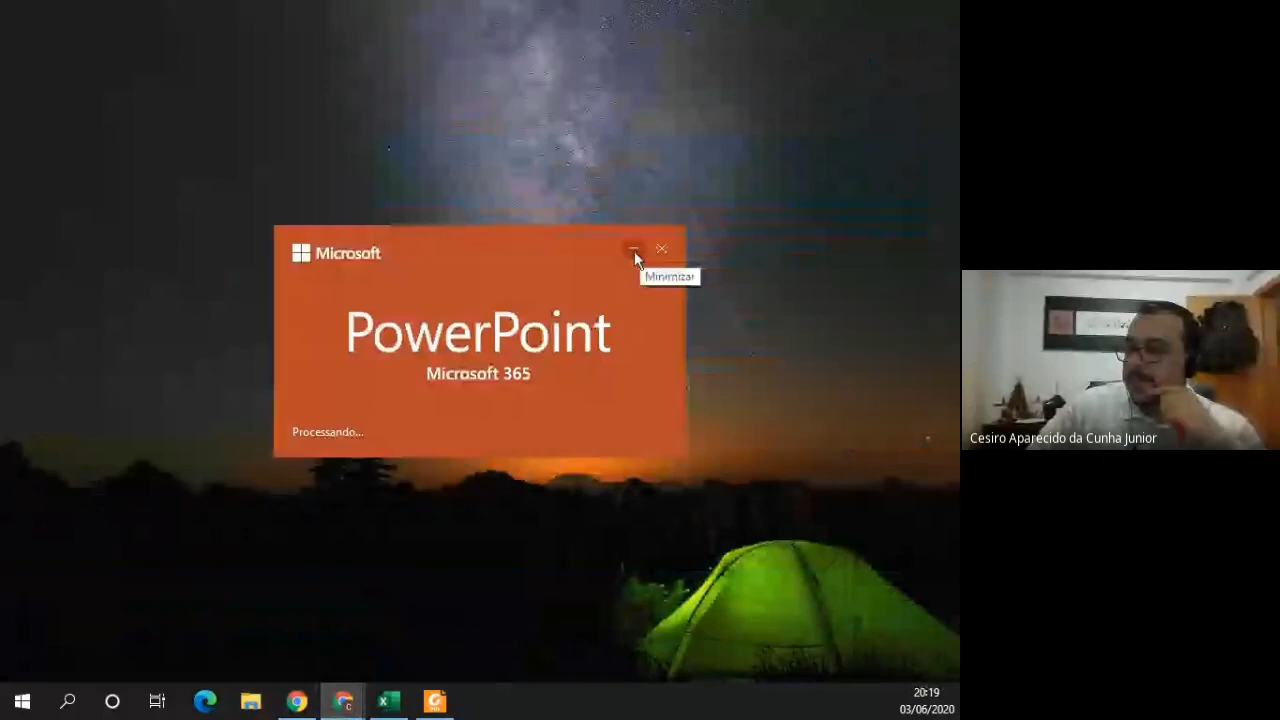 Microsoft
Minimizar
PowerPoint
Microsoft 365
Processando...
Cesiro Aparecido da Cunha Junior
20:19
03/06/2020